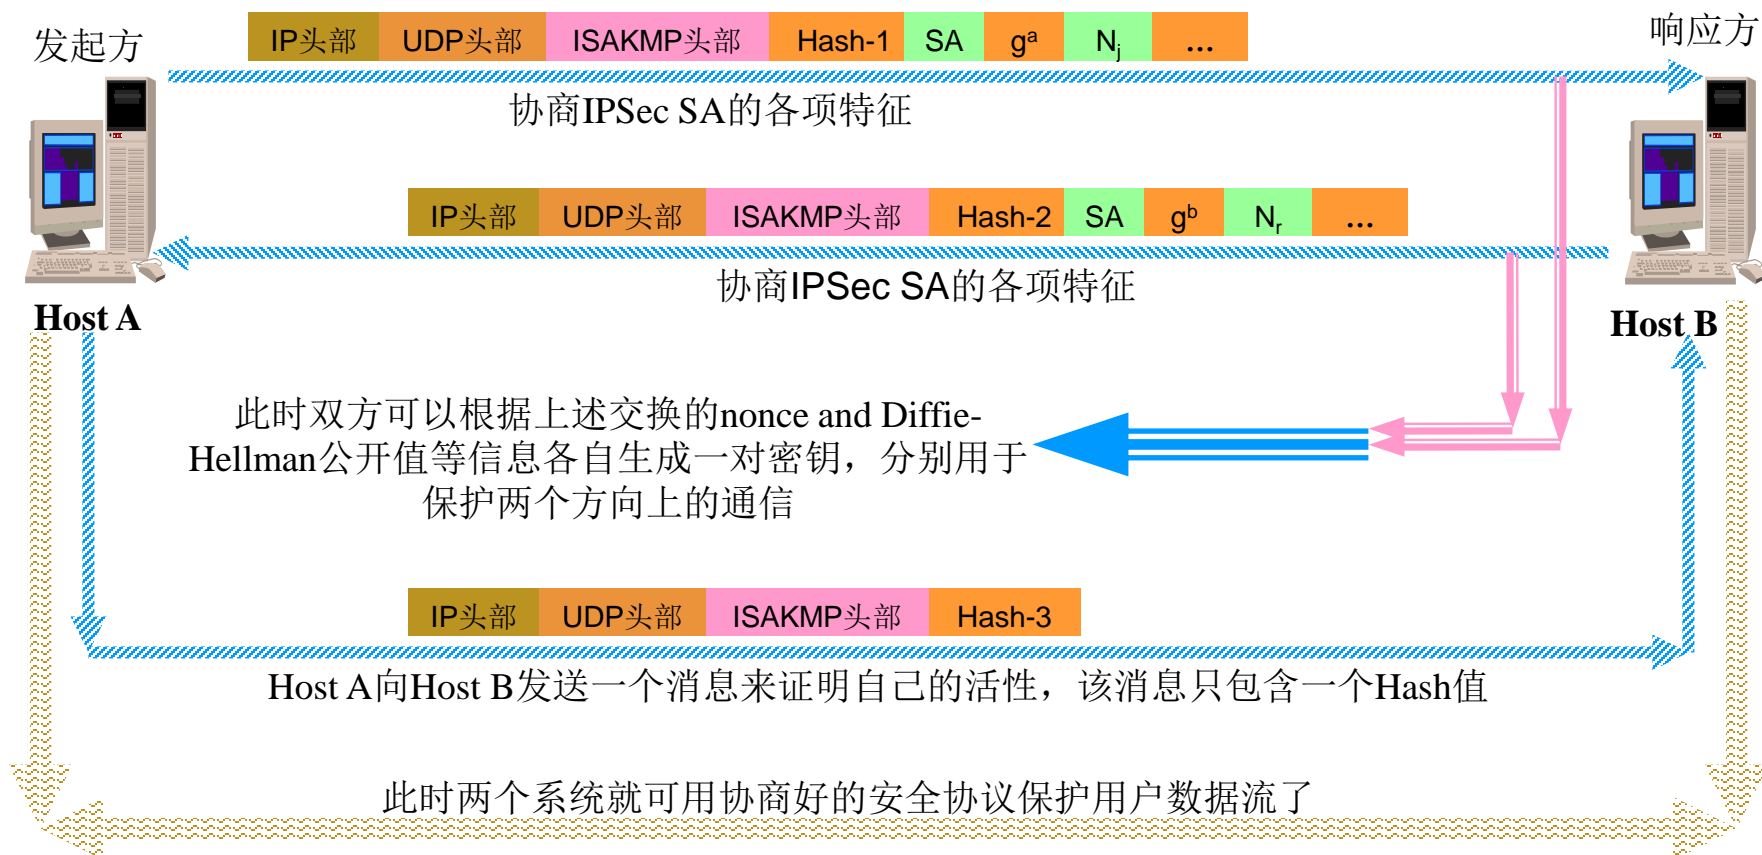 发起方
响应方
IP头部 UDP头部 ISAKMP头部 Hash-1 SA gᵃ Nⱼ ...
协商IPSec SA的各项特征
IP头部 UDP头部 ISAKMP头部 Hash-2 SA gᵇ Nᵣ ...
协商IPSec SA的各项特征
Host A
Host B
此时双方可以根据上述交换的nonce and Diffie-
Hellman公开值等信息各自生成一对密钥，分别用于
保护两个方向上的通信
IP头部 UDP头部 ISAKMP头部 Hash-3
Host A向Host B发送一个消息来证明自己的活性，该消息只包含一个Hash值
此时两个系统就可用协商好的安全协议保护用户数据流了